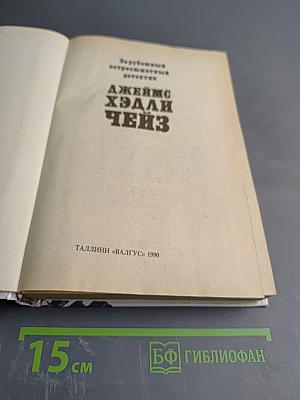 Зарубежный
остросюжетный
детектив
ДЖЕЙМС
ХЭДЛИ
ЧЕЙЗ
ТАЛЛИНН «ВАЛГУС» 1990
15 см
БФ ГИБЛИОФАН